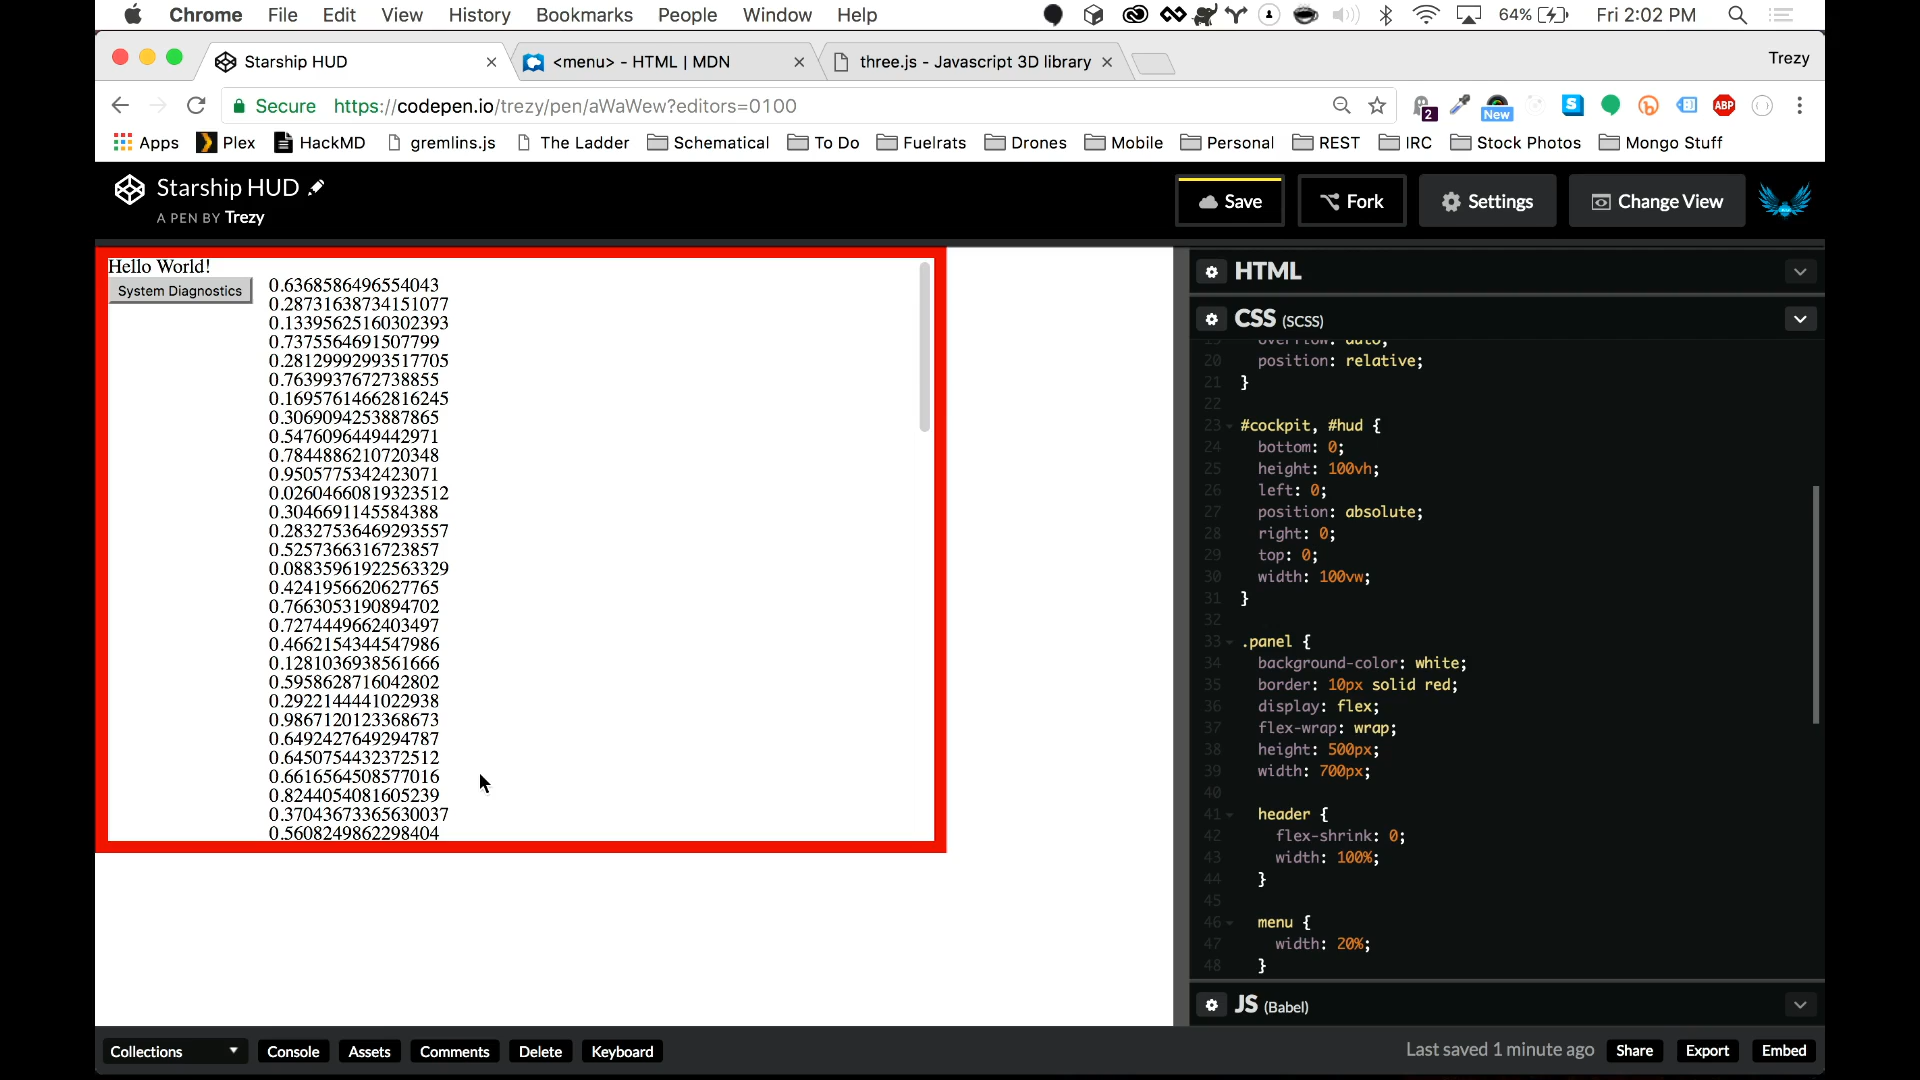 Chrome File Edit View History Bookmarks People Window Help 64% Fri 2:02 PM
Starship HUD <menu> - HTML | MDN three.js - Javascript 3D library Trezy
Secure https://codepen.io/trezy/pen/aWaWew?editors=0100 2 New S ABP
Apps Plex HackMD gremlins.js The Ladder Schematical To Do Fuelrats Drones Mobile Personal REST IRC Stock Photos Mongo Stuff
Starship HUD
A PEN BY Trezy
Save Fork Settings Change View
Hello World!
System Diagnostics
0.6368586496554043
0.28731638734151077
0.13395625160302393
0.7375564691507799
0.281299929935177​05
0.7639937672738855
0.16957614662816245
0.3069094253887865
0.5476096449442971
0.7844886210720348
0.9505775342423071
0.02604660819323512
0.3046691145584388
0.28327536469293557
0.5257366316723857
0.08835961922563329
0.4241956620627765
0.7663053190894702
0.7274449662403497
0.4662154344547986
0.1281036938561666
0.5958628716042802
0.2922144441022938
0.9867120123368673
0.6492427649294787
0.6450754432372512
0.6616564508577016
0.8244054081605239
0.37043673365630037
0.5608249862298404
HTML
CSS (SCSS)
19 overflow: auto;
20 position: relative;
21 }
22
23 #cockpit, #hud {
24 bottom: 0;
25 height: 100vh;
26 left: 0;
27 position: absolute;
28 right: 0;
29 top: 0;
30 width: 100vw;
31 }
32
33 .panel {
34 background-color: white;
35 border: 10px solid red;
36 display: flex;
37 flex-wrap: wrap;
38 height: 500px;
39 width: 700px;
40
41 header {
42 flex-shrink: 0;
43 width: 100%;
44 }
45
46 menu {
47 width: 20%;
48 }
JS (Babel)
Collections Console Assets Comments Delete Keyboard Last saved 1 minute ago Share Export Embed